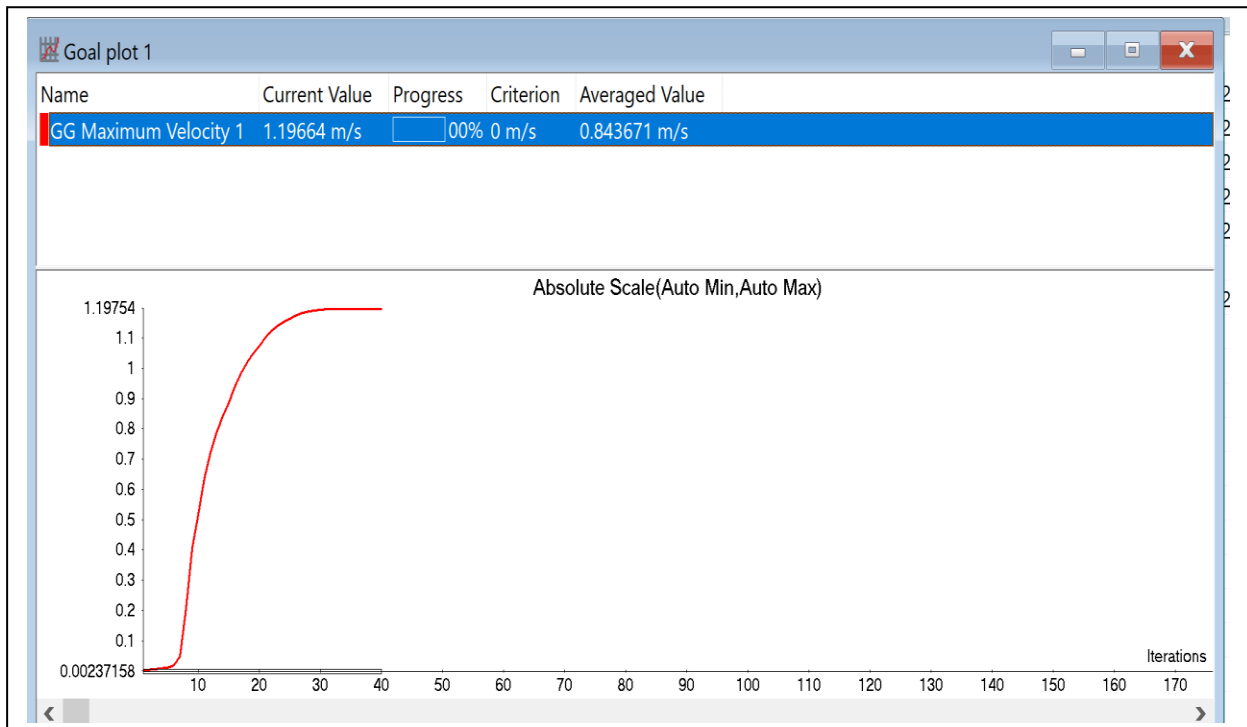 Goal plot 1
Name Current Value Progress Criterion Averaged Value
GG Maximum Velocity 1 1.19664 m/s 00% 0 m/s 0.843671 m/s
Absolute Scale(Auto Min,Auto Max)
1.19754
1.1
1
0.9
0.8
0.7
0.6
0.5
0.4
0.3
0.2
0.1
0.00237158
Iterations
10 20 30 40 50 60 70 80 90 100 110 120 130 140 150 160 170